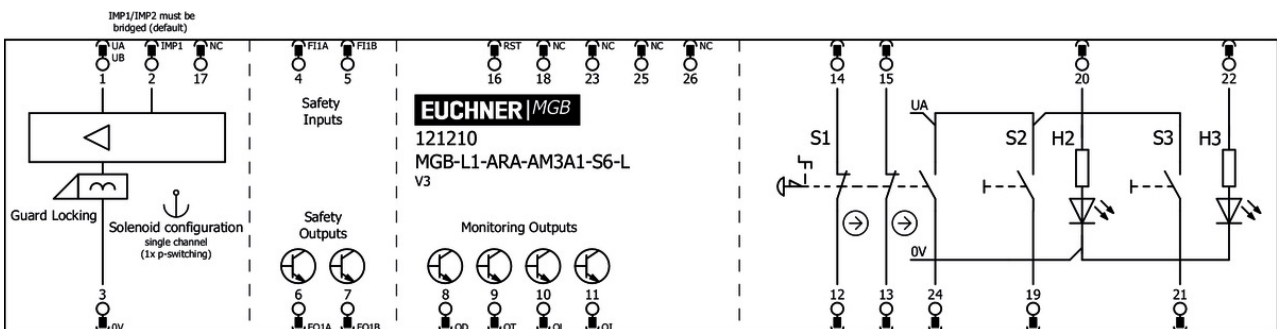 IMP1/IMP2 must be
bridged (default)
UA
UB
IMP1
NC
FI1A
FI1B
RST
NC
NC
NC
NC
1
2
17
4
5
16
18
23
25
26
14
15
20
22
Safety
Inputs
EUCHNER MGB
121210
MGB-L1-ARA-AM3A1-S6-L
V3
UA
S1
S2
H2
S3
H3
Guard Locking
Solenoid configuration
single channel
(1x p-switching)
Safety
Outputs
Monitoring Outputs
0V
3
6
7
8
9
10
11
12
13
24
19
21
0V
FO1A
FO1B
OD
OT
OL
OI